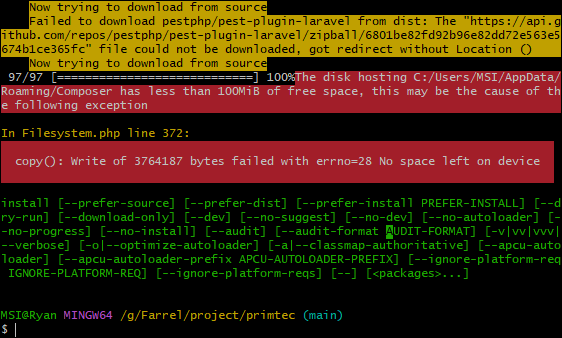 Now trying to download from source
Failed to download pestphp/pest-plugin-laravel from dist: The "https://api.g
ithub.com/repos/pestphp/pest-plugin-laravel/zipball/6801be82fd92b96e82dd72e563e5
674b1ce365fc" file could not be downloaded, got redirect without Location ()
Now trying to download from source
97/97 [============================] 100%The disk hosting C:/Users/MSI/AppData/
Roaming/Composer has less than 100MiB of free space, this may be the cause of th
e following exception
In Filesystem.php line 372:
copy(): Write of 3764187 bytes failed with errno=28 No space left on device
install [--prefer-source] [--prefer-dist] [--prefer-install PREFER-INSTALL] [--d
ry-run] [--download-only] [--dev] [--no-suggest] [--no-dev] [--no-autoloader] [-
-no-progress] [--no-install] [--audit] [--audit-format AUDIT-FORMAT] [-v|vv|vvv|
--verbose] [-o|--optimize-autoloader] [-a|--classmap-authoritative] [--apcu-auto
loader] [--apcu-autoloader-prefix APCU-AUTOLOADER-PREFIX] [--ignore-platform-req
IGNORE-PLATFORM-REQ] [--ignore-platform-reqs] [--] [<packages>...]
MSI@Ryan MINGW64 /g/Farrel/project/primtec (main)
$